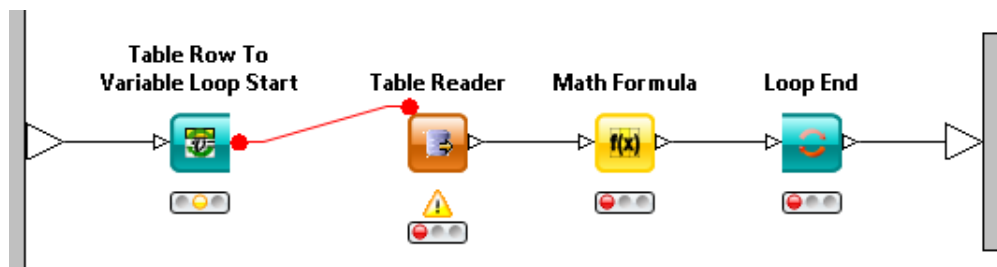 Table Row To
Variable Loop Start
Table Reader
Math Formula
Loop End
f(x)